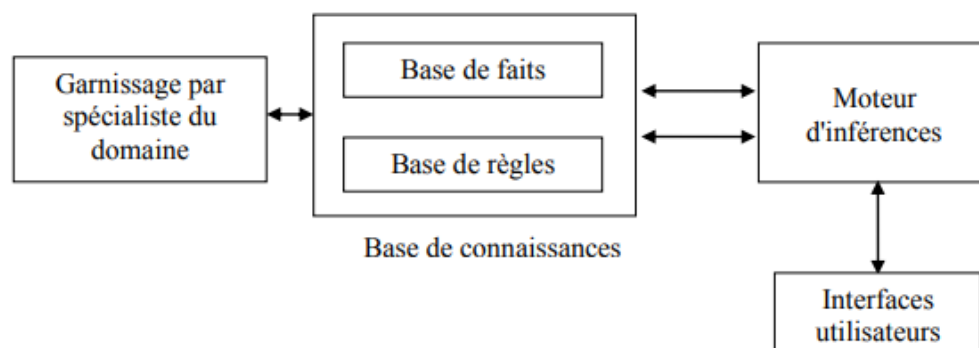 Garnissage par
spécialiste du
domaine
Base de faits
Base de règles
Base de connaissances
Moteur
d'inférences
Interfaces
utilisateurs